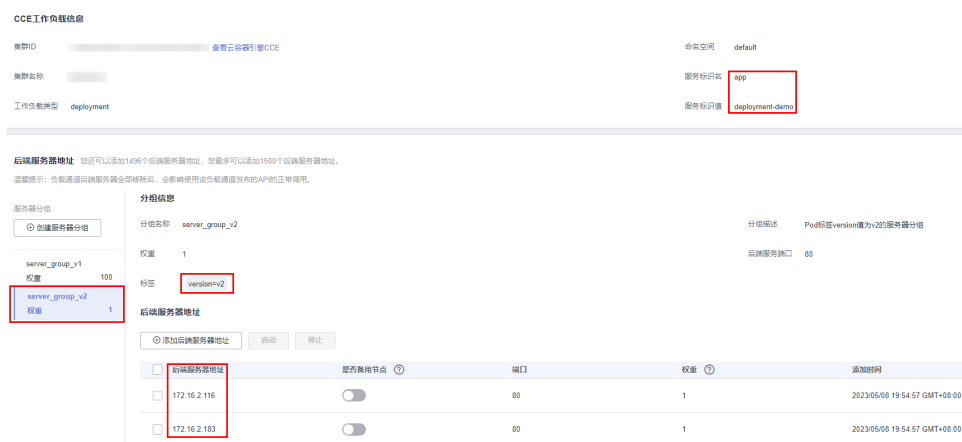 CCE工作负载信息
集群ID 查看云容器引擎CCE 命名空间 default
集群名称 服务标识名 app
工作负载类型 deployment 服务标识值 deployment-demo
后端服务器地址 您还可以添加1496个后端服务器地址，您最多可以添加1500个后端服务器地址。
温馨提示：负载通道后端服务器全部移除后，会影响使用该负载通道发布的API的正常调用。
服务器分组
创建服务器分组
server_group_v1
权重 100
server_group_v2
权重 1
分组信息
分组名称 server_group_v2 分组描述 Pod标签version值为v2的服务器分组
权重 1 后端服务端口 80
标签 version=v2
后端服务器地址
添加后端服务器地址 启动 停止
后端服务器地址 是否备用节点 ? 端口 权重 ? 添加时间
172.16.2.116 80 1 2023/05/08 19:54:57 GMT+08:00
172.16.2.183 80 1 2023/05/08 19:54:57 GMT+08:00